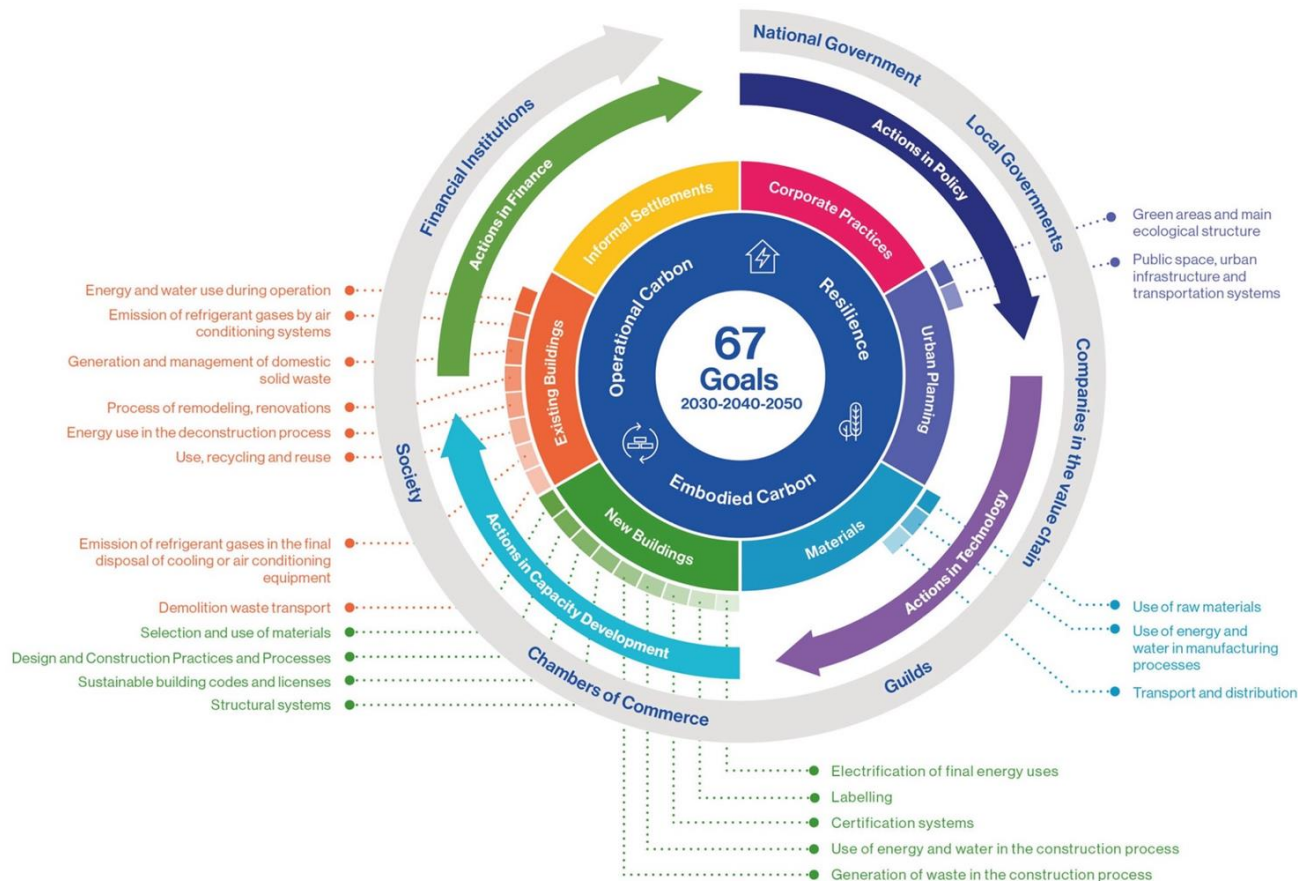 National Government
Local Governments
Companies in the value chain
Guilds
Chambers of Commerce
Society
Financial Institutions
Actions in Policy
Actions in Technology
Actions in Capacity Development
Actions in Finance
Informal Settlements
Corporate Practices
Urban Planning
Materials
New Buildings
Existing Buildings
Operational Carbon
Resilience
Embodied Carbon
67
Goals
2030-2040-2050
Green areas and main
ecological structure
Public space, urban
infrastructure and
transportation systems
Energy and water use during operation
Emission of refrigerant gases by air
conditioning systems
Generation and management of domestic
solid waste
Process of remodeling, renovations
Energy use in the deconstruction process
Use, recycling and reuse
Emission of refrigerant gases in the final
disposal of cooling or air conditioning
equipment
Demolition waste transport
Selection and use of materials
Design and Construction Practices and Processes
Sustainable building codes and licenses
Structural systems
Use of raw materials
Use of energy and
water in manufacturing
processes
Transport and distribution
Electrification of final energy uses
Labelling
Certification systems
Use of energy and water in the construction process
Generation of waste in the construction process